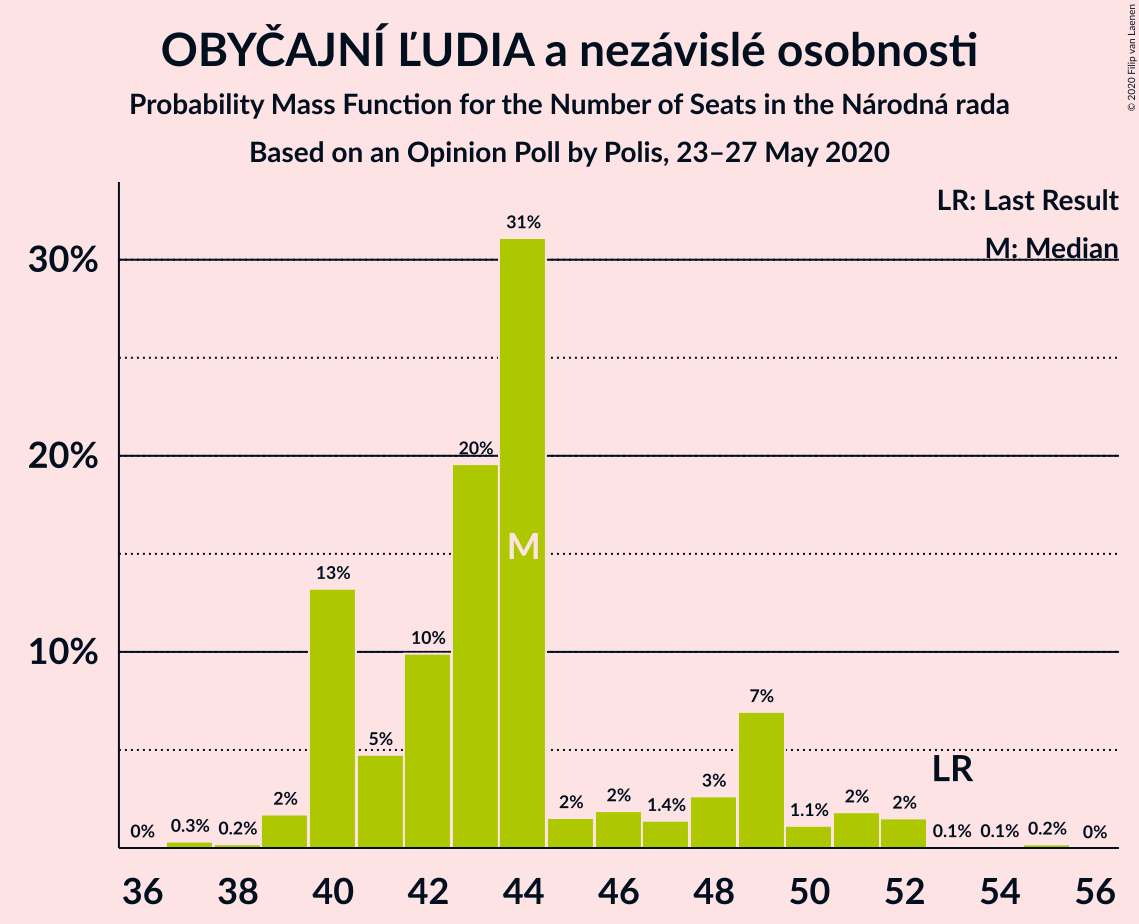 OBYČAJNÍ ĽUDIA a nezávislé osobnosti
Probability Mass Function for the Number of Seats in the Národná rada
Based on an Opinion Poll by Polis, 23–27 May 2020
© 2020 Filip van Laenen
LR: Last Result
M: Median
30%
20%
10%
0%
0.3%
0.2%
2%
13%
5%
10%
20%
31%
M
2%
2%
1.4%
3%
7%
1.1%
2%
2%
LR
0.1%
0.1%
0.2%
0%
36 38 40 42 44 46 48 50 52 54 56